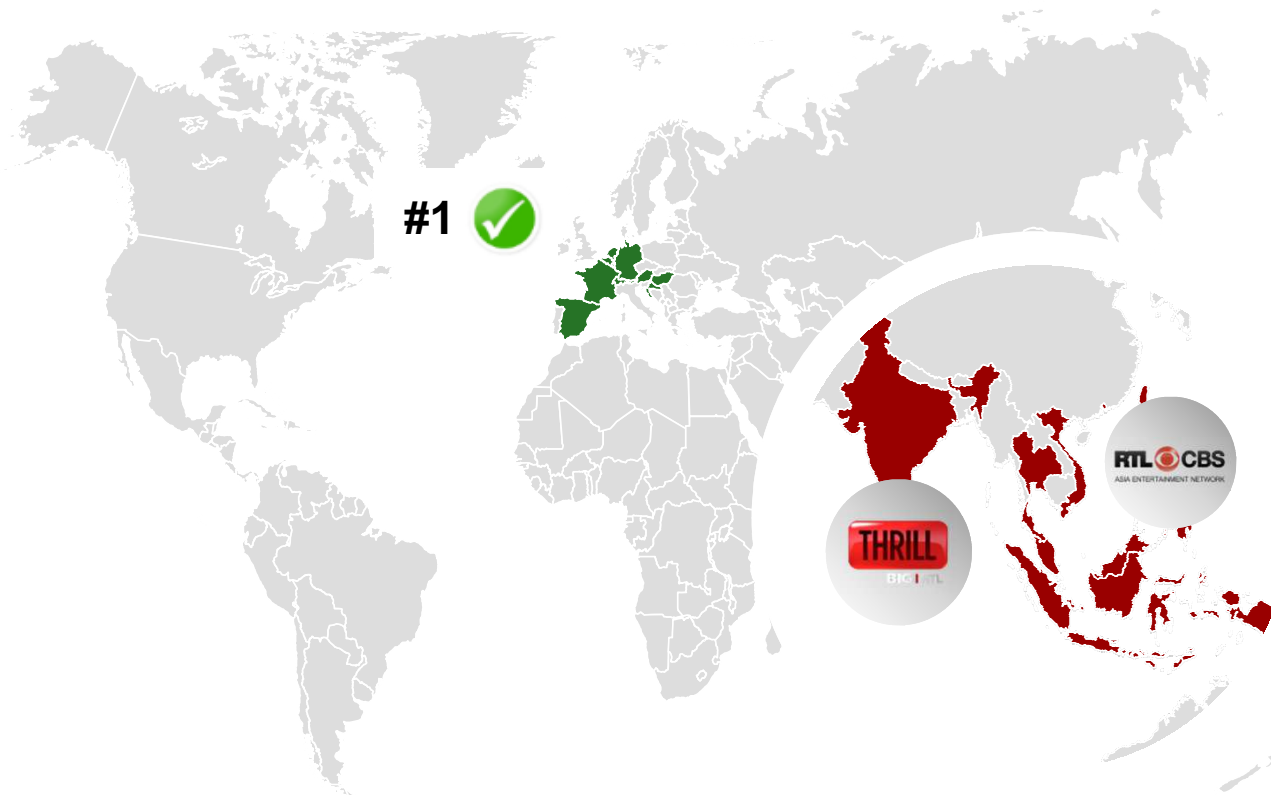 #1
RTL CBS
ASIA ENTERTAINMENT NETWORK
THRILL
BIG RTL